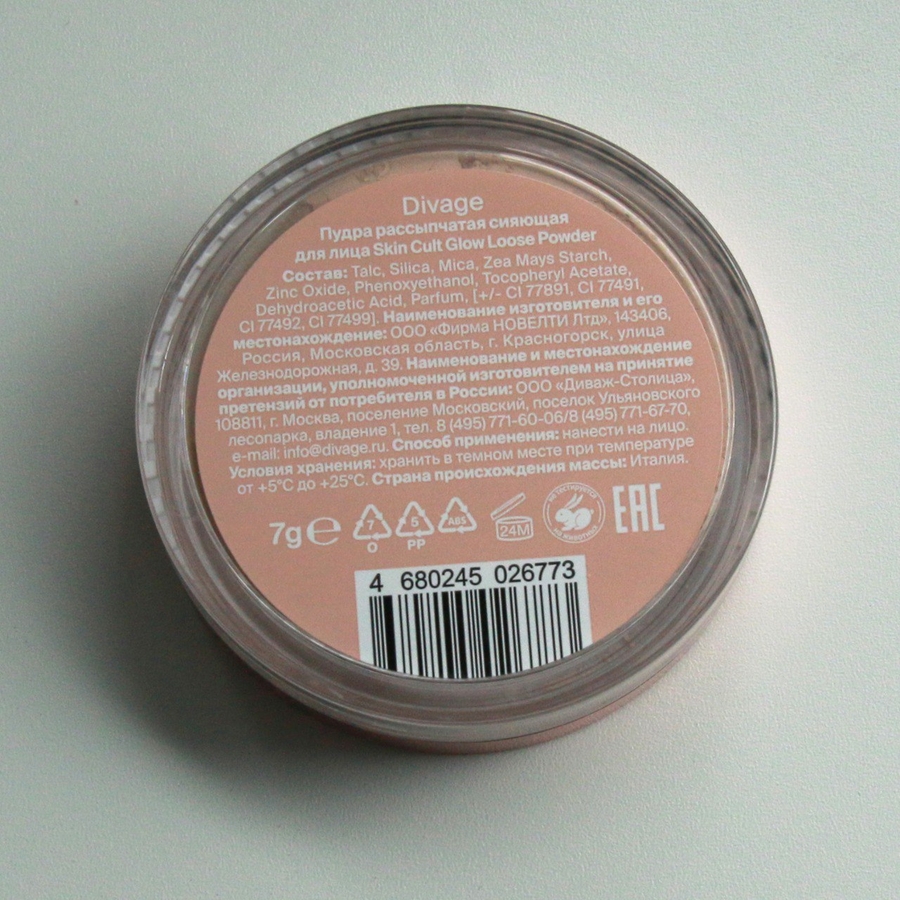 Divage
Пудра рассыпчатая сияющая
для лица Skin Cult Glow Loose Powder
Состав: Talc, Silica, Mica, Zea Mays Starch,
Zinc Oxide, Phenoxyethanol, Tocopheryl Acetate,
Dehydroacetic Acid, Parfum, [+/- CI 77891, CI 77491,
CI 77492, CI 77499]. Наименование изготовителя и его
местонахождение: ООО «Фирма НОВЕЛТИ Лтд», 143406,
Россия, Московская область, г. Красногорск, улица
Железнодорожная, д. 39. Наименование и местонахождение
организации, уполномоченной изготовителем на принятие
претензий от потребителя в России: ООО «Диваж-Столица»,
108811, г. Москва, поселение Московский, поселок Ульяновского
лесопарка, владение 1, тел. 8 (495) 771-60-06/8 (495) 771-67-70,
e-mail: info@divage.ru. Способ применения: нанести на лицо.
Условия хранения: хранить в темном месте при температуре
от +5°C до +25°C. Страна происхождения массы: Италия.
7g ℮ 7 O 5 PP ABS 24M НЕ ТЕСТИРУЕТСЯ НА ЖИВОТНЫХ EAC
4 680245 026773